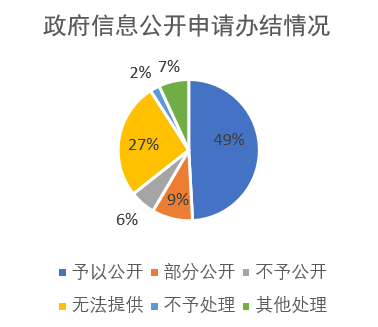 政府信息公开申请办结情况
2% 7%
49%
27%
9%
6%
予以公开 部分公开 不予公开
无法提供 不予处理 其他处理